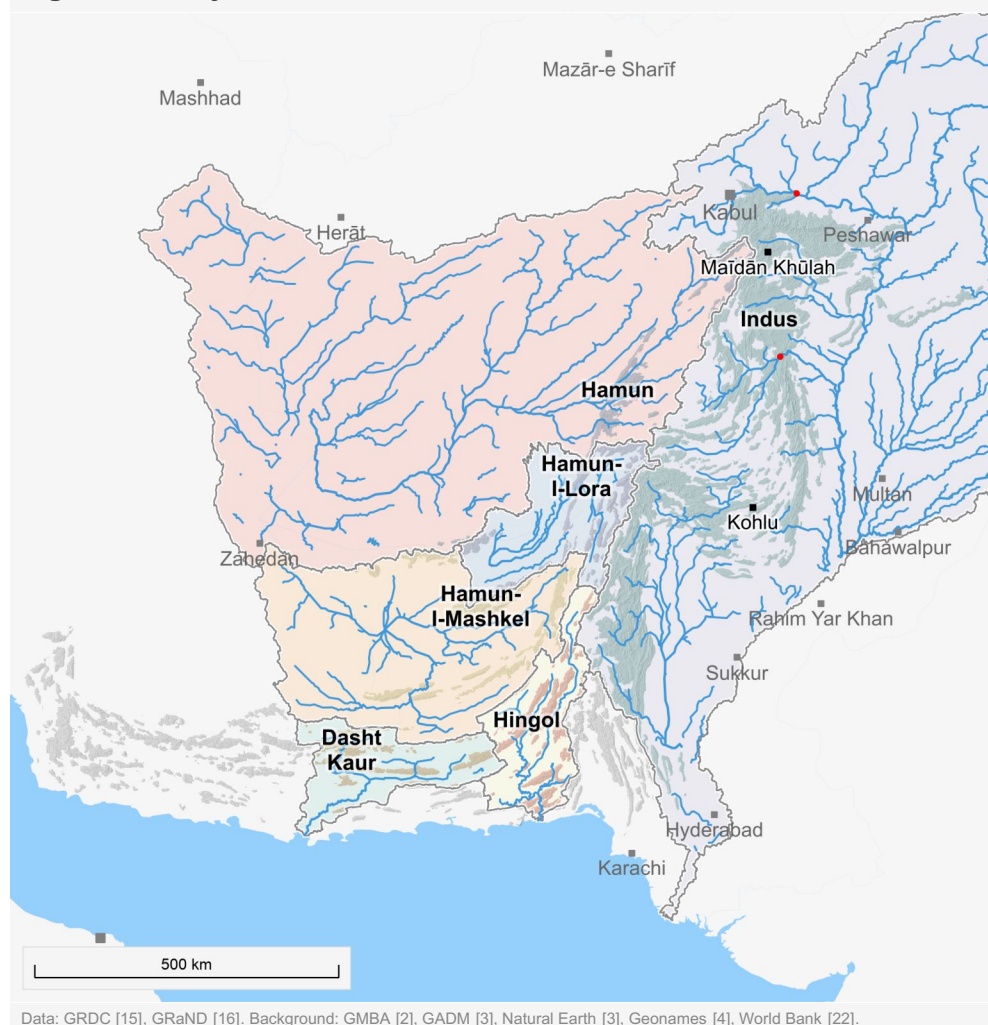 Mazār-e Sharīf
Mashhad
Kabul
Herāt
Peshawar
Maīdān Khūlah
Indus
Hamun
Hamun-
I-Lora
Multan
Kohlu
Bahawalpur
Zahedan
Hamun-
I-Mashkel
Rahim Yar Khan
Sukkur
Hingol
Dasht
Kaur
Hyderabad
Karachi
500 km
Data: GRDC [15], GRanD [16]. Background: GMBA [2], GADM [3], Natural Earth [3], Geonames [4], World Bank [22].